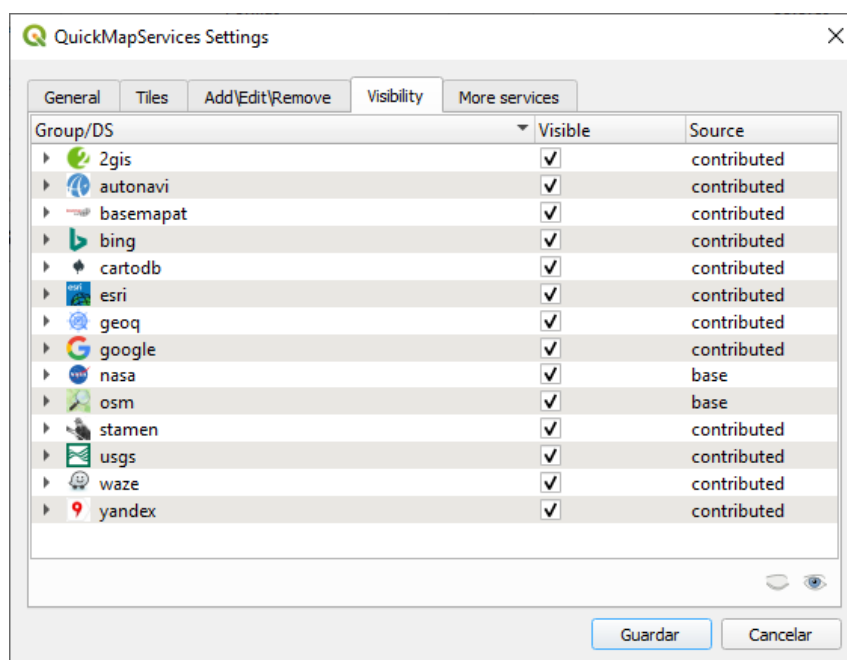 QuickMapServices Settings
General Tiles Add\Edit\Remove Visibility More services
Group/DS Visible Source
2gis contributed
autonavi contributed
basemapat contributed
bing contributed
cartodb contributed
esri contributed
geoq contributed
google contributed
nasa base
osm base
stamen contributed
usgs contributed
waze contributed
yandex contributed
Guardar Cancelar